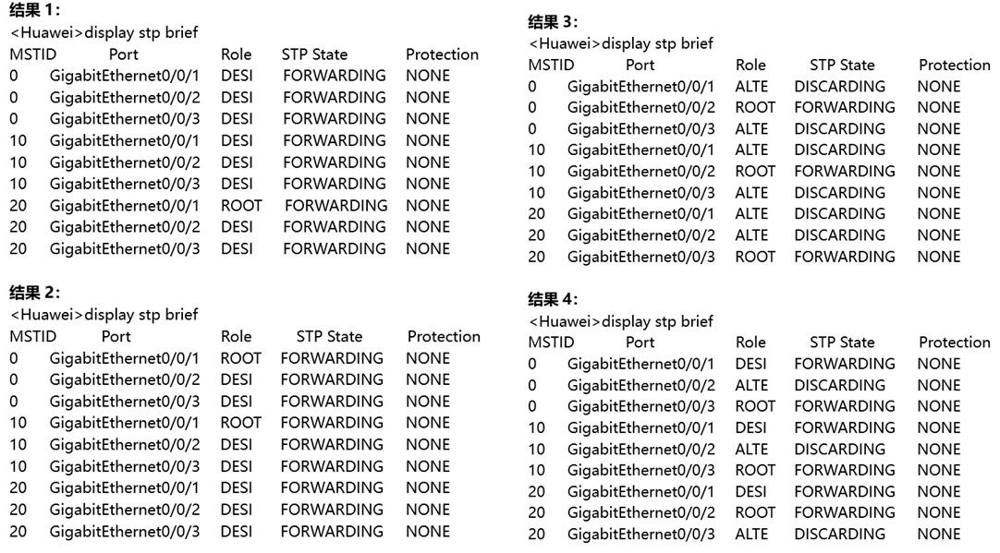 结果 1：
<Huawei>display stp brief
MSTID Port Role STP State Protection
0 GigabitEthernet0/0/1 DESI FORWARDING NONE
0 GigabitEthernet0/0/2 DESI FORWARDING NONE
0 GigabitEthernet0/0/3 DESI FORWARDING NONE
10 GigabitEthernet0/0/1 DESI FORWARDING NONE
10 GigabitEthernet0/0/2 DESI FORWARDING NONE
10 GigabitEthernet0/0/3 DESI FORWARDING NONE
20 GigabitEthernet0/0/1 ROOT FORWARDING NONE
20 GigabitEthernet0/0/2 DESI FORWARDING NONE
20 GigabitEthernet0/0/3 DESI FORWARDING NONE
结果 2：
<Huawei>display stp brief
MSTID Port Role STP State Protection
0 GigabitEthernet0/0/1 ROOT FORWARDING NONE
0 GigabitEthernet0/0/2 DESI FORWARDING NONE
0 GigabitEthernet0/0/3 DESI FORWARDING NONE
10 GigabitEthernet0/0/1 ROOT FORWARDING NONE
10 GigabitEthernet0/0/2 DESI FORWARDING NONE
10 GigabitEthernet0/0/3 DESI FORWARDING NONE
20 GigabitEthernet0/0/1 DESI FORWARDING NONE
20 GigabitEthernet0/0/2 DESI FORWARDING NONE
20 GigabitEthernet0/0/3 DESI FORWARDING NONE
结果 3：
<Huawei>display stp brief
MSTID Port Role STP State Protection
0 GigabitEthernet0/0/1 ALTE DISCARDING NONE
0 GigabitEthernet0/0/2 ROOT FORWARDING NONE
0 GigabitEthernet0/0/3 ALTE DISCARDING NONE
10 GigabitEthernet0/0/1 ALTE DISCARDING NONE
10 GigabitEthernet0/0/2 ROOT FORWARDING NONE
10 GigabitEthernet0/0/3 ALTE DISCARDING NONE
20 GigabitEthernet0/0/1 ALTE DISCARDING NONE
20 GigabitEthernet0/0/2 ALTE DISCARDING NONE
20 GigabitEthernet0/0/3 ROOT FORWARDING NONE
结果 4：
<Huawei>display stp brief
MSTID Port Role STP State Protection
0 GigabitEthernet0/0/1 DESI FORWARDING NONE
0 GigabitEthernet0/0/2 ALTE DISCARDING NONE
0 GigabitEthernet0/0/3 ROOT FORWARDING NONE
10 GigabitEthernet0/0/1 DESI FORWARDING NONE
10 GigabitEthernet0/0/2 ALTE DISCARDING NONE
10 GigabitEthernet0/0/3 ROOT FORWARDING NONE
20 GigabitEthernet0/0/1 DESI FORWARDING NONE
20 GigabitEthernet0/0/2 ROOT FORWARDING NONE
20 GigabitEthernet0/0/3 ALTE DISCARDING NONE